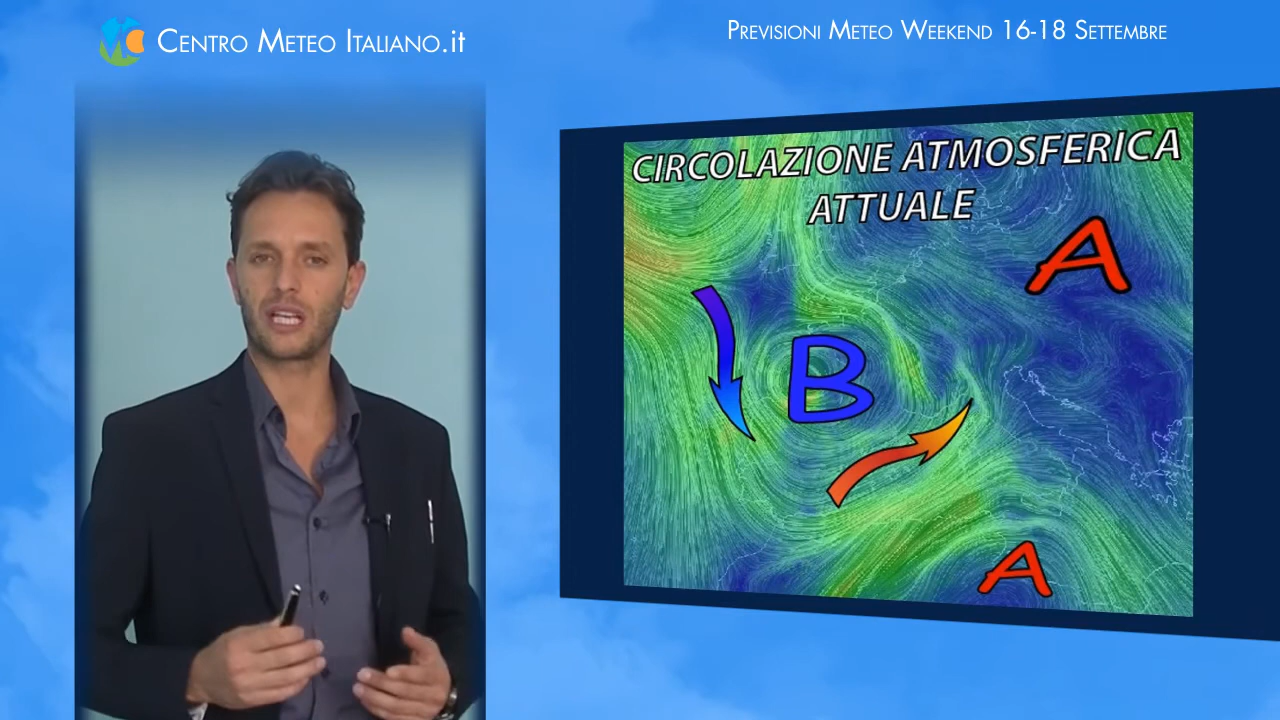 Centro Meteo Italiano.it
Previsioni Meteo Weekend 16-18 Settembre
CIRCOLAZIONE ATMOSFERICA
ATTUALE
A
B
A